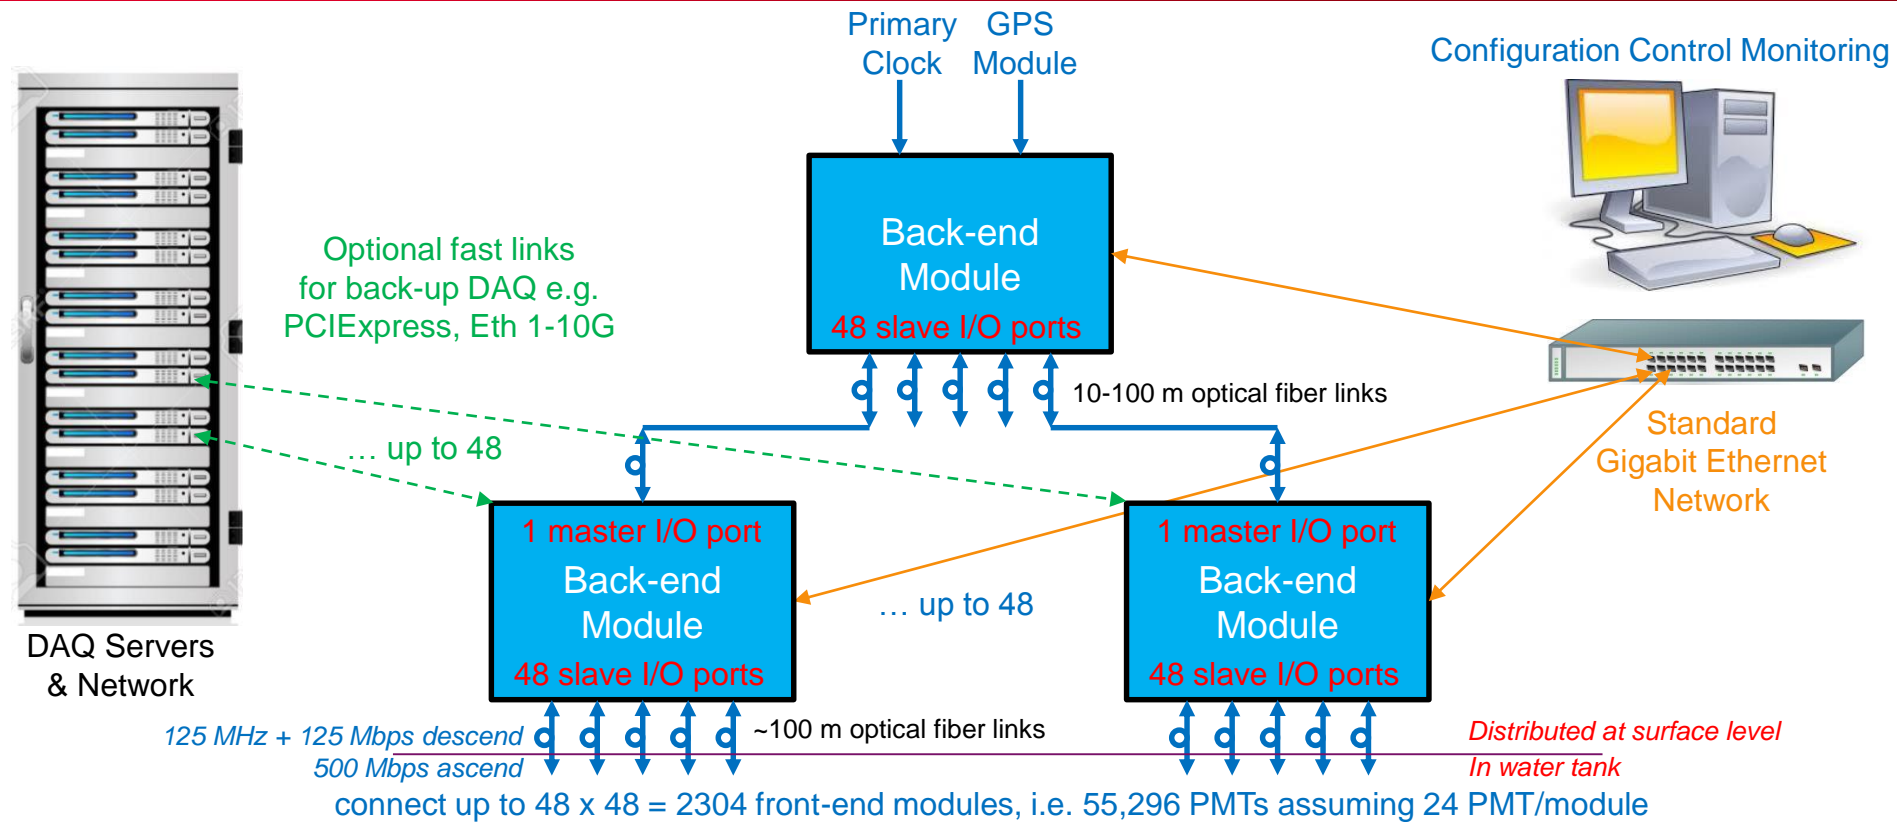 Primary
Clock
GPS
Module
Configuration Control Monitoring
Optional fast links
for back-up DAQ e.g.
PCIExpress, Eth 1-10G
Back-end
Module
48 slave I/O ports
10-100 m optical fiber links
Standard
Gigabit Ethernet
Network
… up to 48
1 master I/O port
Back-end
Module
48 slave I/O ports
… up to 48
1 master I/O port
Back-end
Module
48 slave I/O ports
DAQ Servers
& Network
125 MHz + 125 Mbps descend
500 Mbps ascend
~100 m optical fiber links
Distributed at surface level
In water tank
connect up to 48 x 48 = 2304 front-end modules, i.e. 55,296 PMTs assuming 24 PMT/module